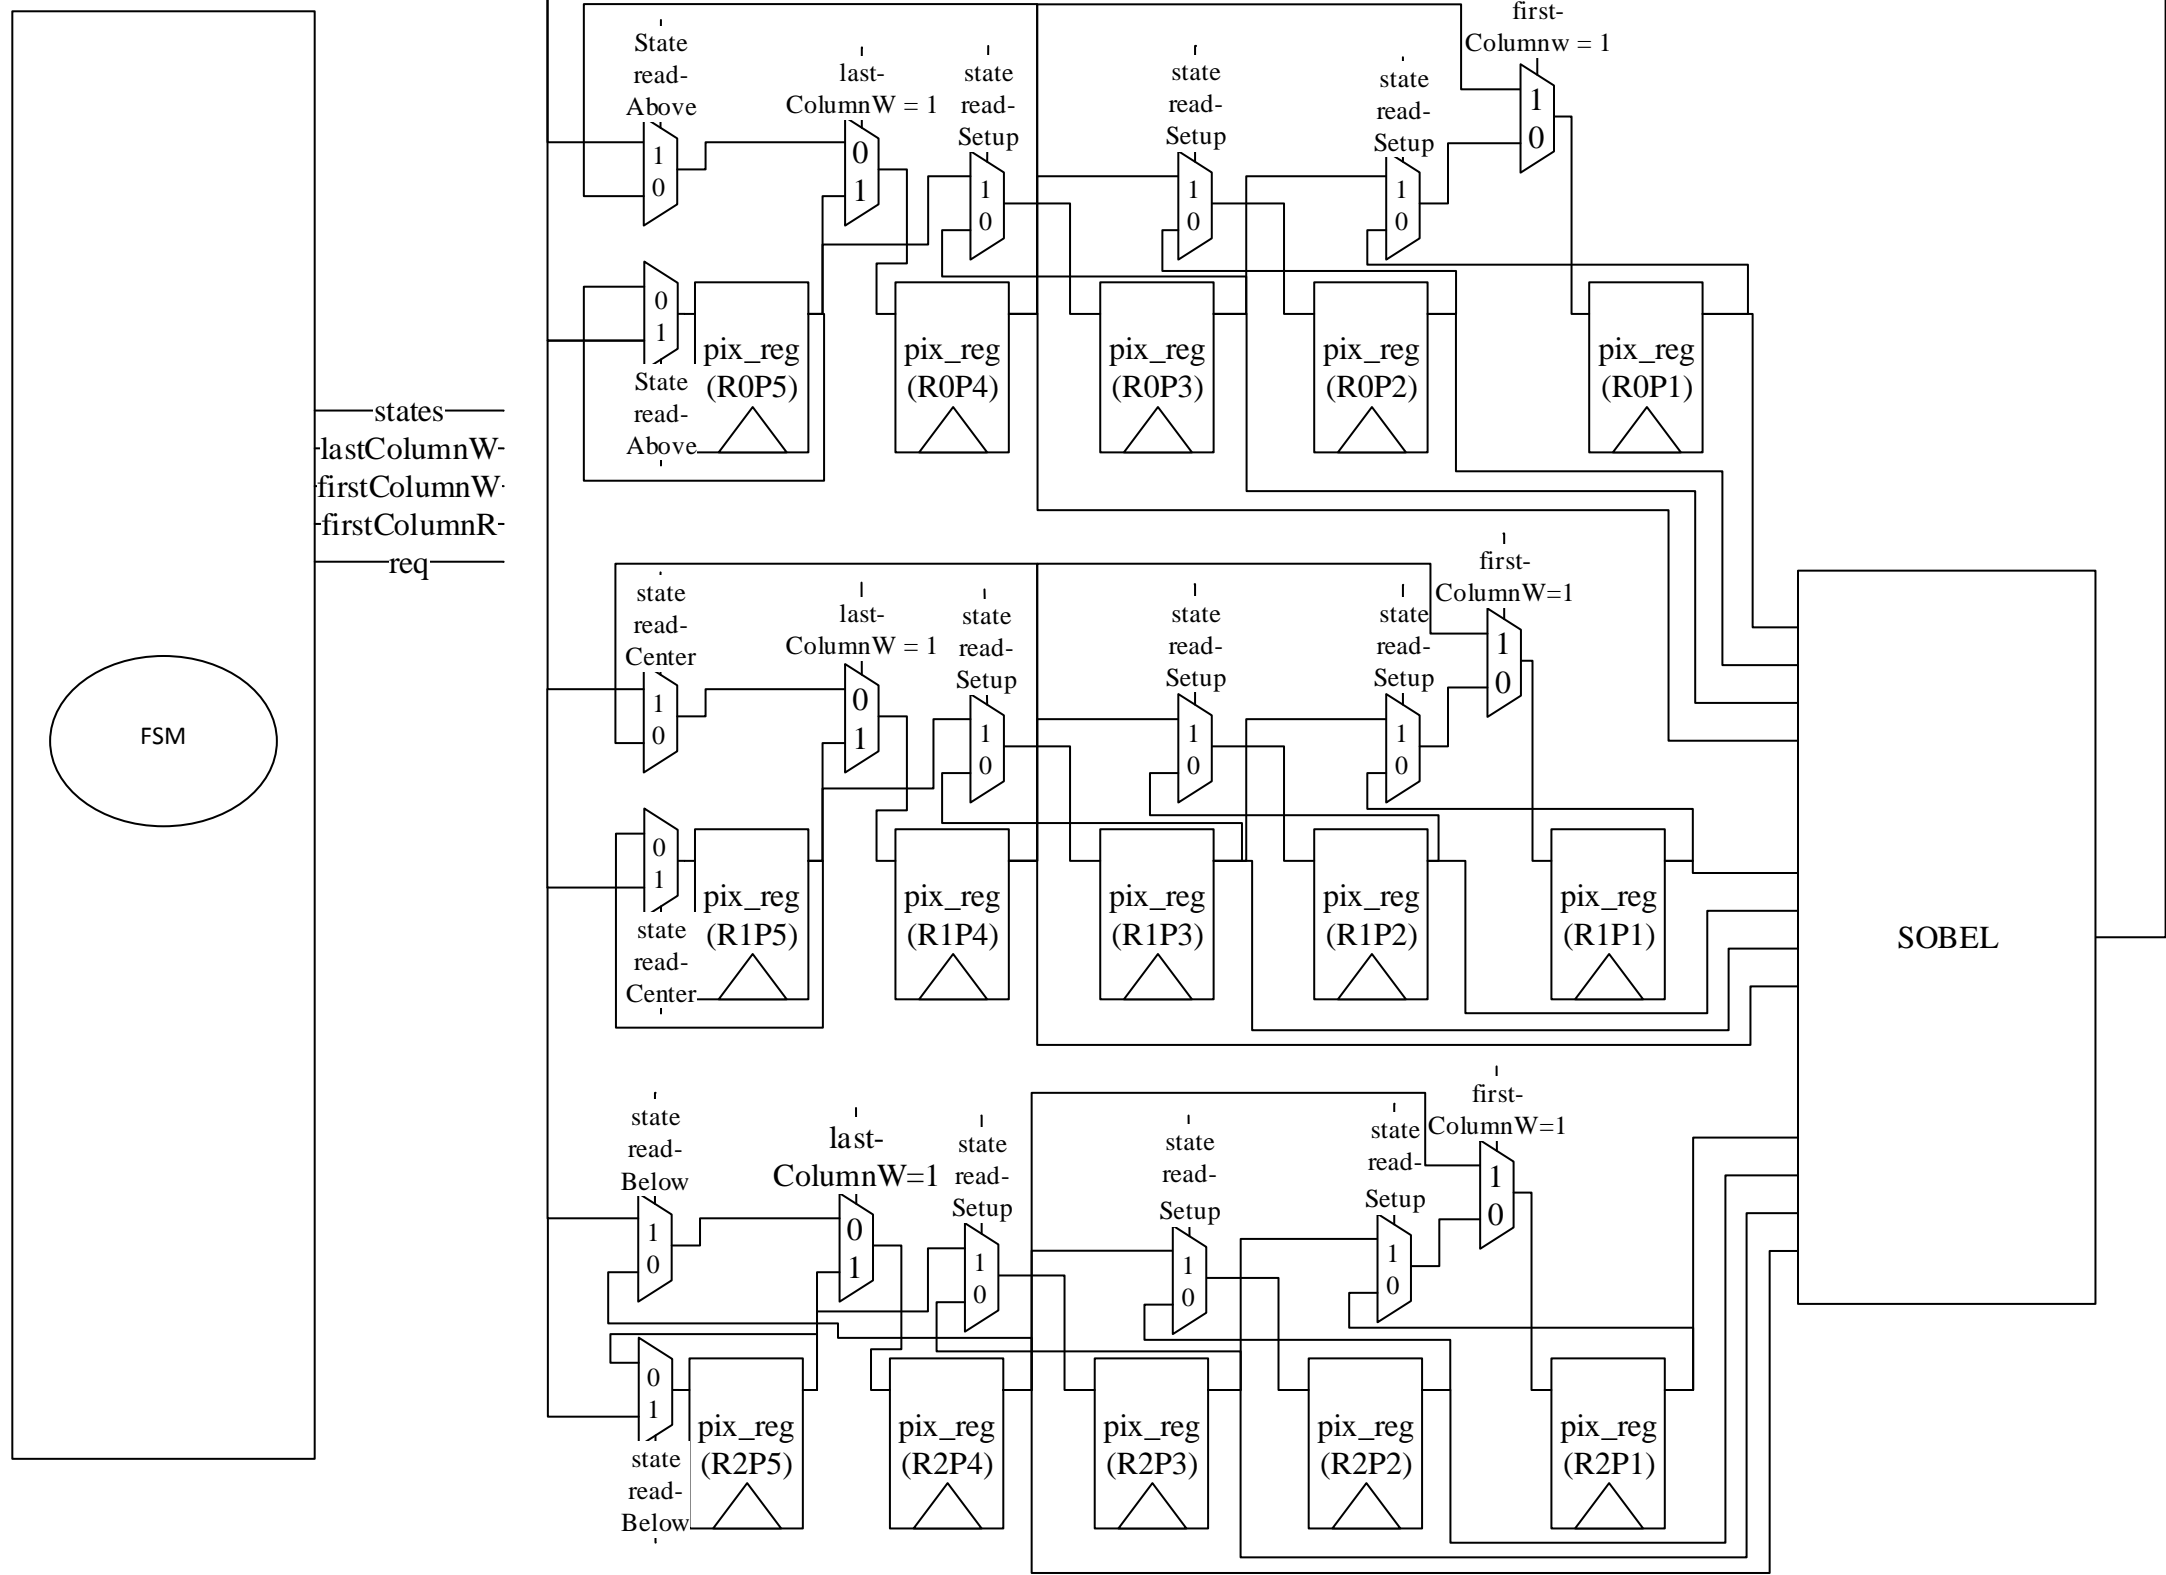 first-
Columnw = 1
State
read-
Above
last-
ColumnW = 1
state
read-
Setup
state
read-
Setup
state
read-
Setup
1
0
0
1
1
0
1
0
1
0
1
0
0
1
State
read-
Above
pix_reg
(R0P5)
pix_reg
(R0P4)
pix_reg
(R0P3)
pix_reg
(R0P2)
pix_reg
(R0P1)
states
lastColumnW
firstColumnW
firstColumnR
req
FSM
state
read-
Center
last-
ColumnW = 1
state
read-
Setup
state
read-
Setup
state
read-
Setup
first-
ColumnW=1
1
0
0
1
1
0
1
0
1
0
1
0
0
1
state
read-
Center
pix_reg
(R1P5)
pix_reg
(R1P4)
pix_reg
(R1P3)
pix_reg
(R1P2)
pix_reg
(R1P1)
SOBEL
state
read-
Below
last-
ColumnW=1
state
read-
Setup
state
read-
Setup
state
read-
Setup
first-
ColumnW=1
1
0
0
1
1
0
1
0
1
0
1
0
0
1
state
read-
Below
pix_reg
(R2P5)
pix_reg
(R2P4)
pix_reg
(R2P3)
pix_reg
(R2P2)
pix_reg
(R2P1)